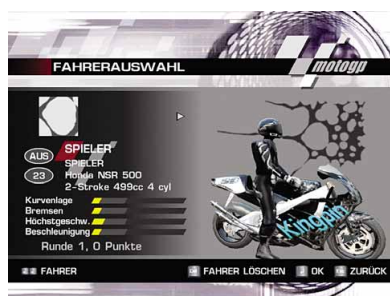 FAHRERAUSWAHL
motogp
AUS
SPIELER
SPIELER
23
Honda NSR 500
2-Stroke 499cc 4 cyl
Kurvenlage
Bremsen
Höchstgeschw.
Beschleunigung
Runde 1, 0 Punkte
Kingpin
FAHRER
FAHRER LÖSCHEN
OK
ZURÜCK